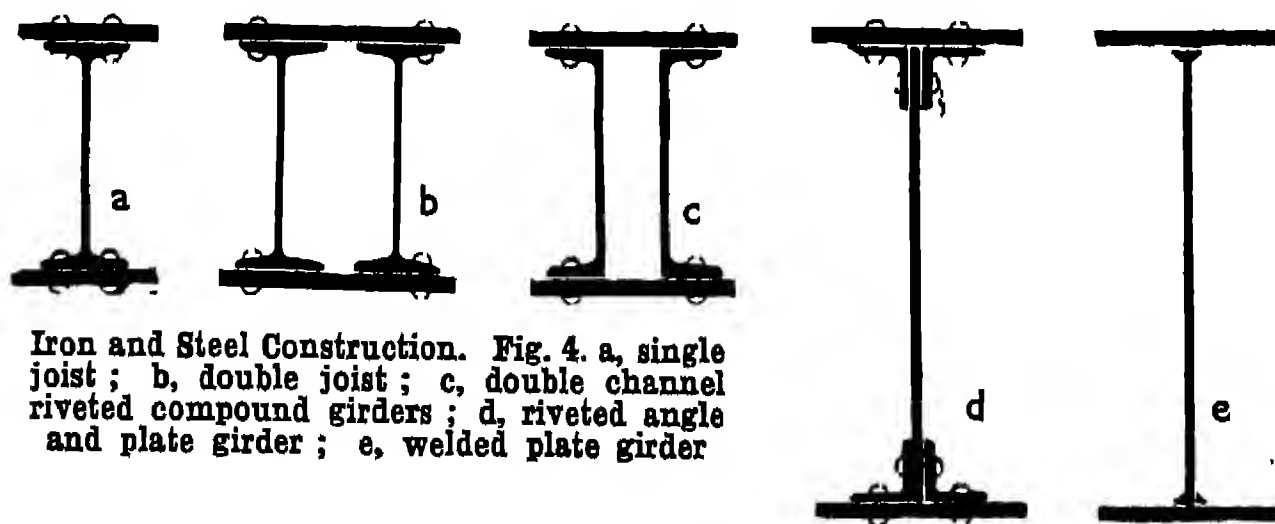 a
b
c
d
e
Iron and Steel Construction. Fig. 4. a, single
joist ; b, double joist ; c, double channel
riveted compound girders ; d, riveted angle
and plate girder ; e, welded plate girder